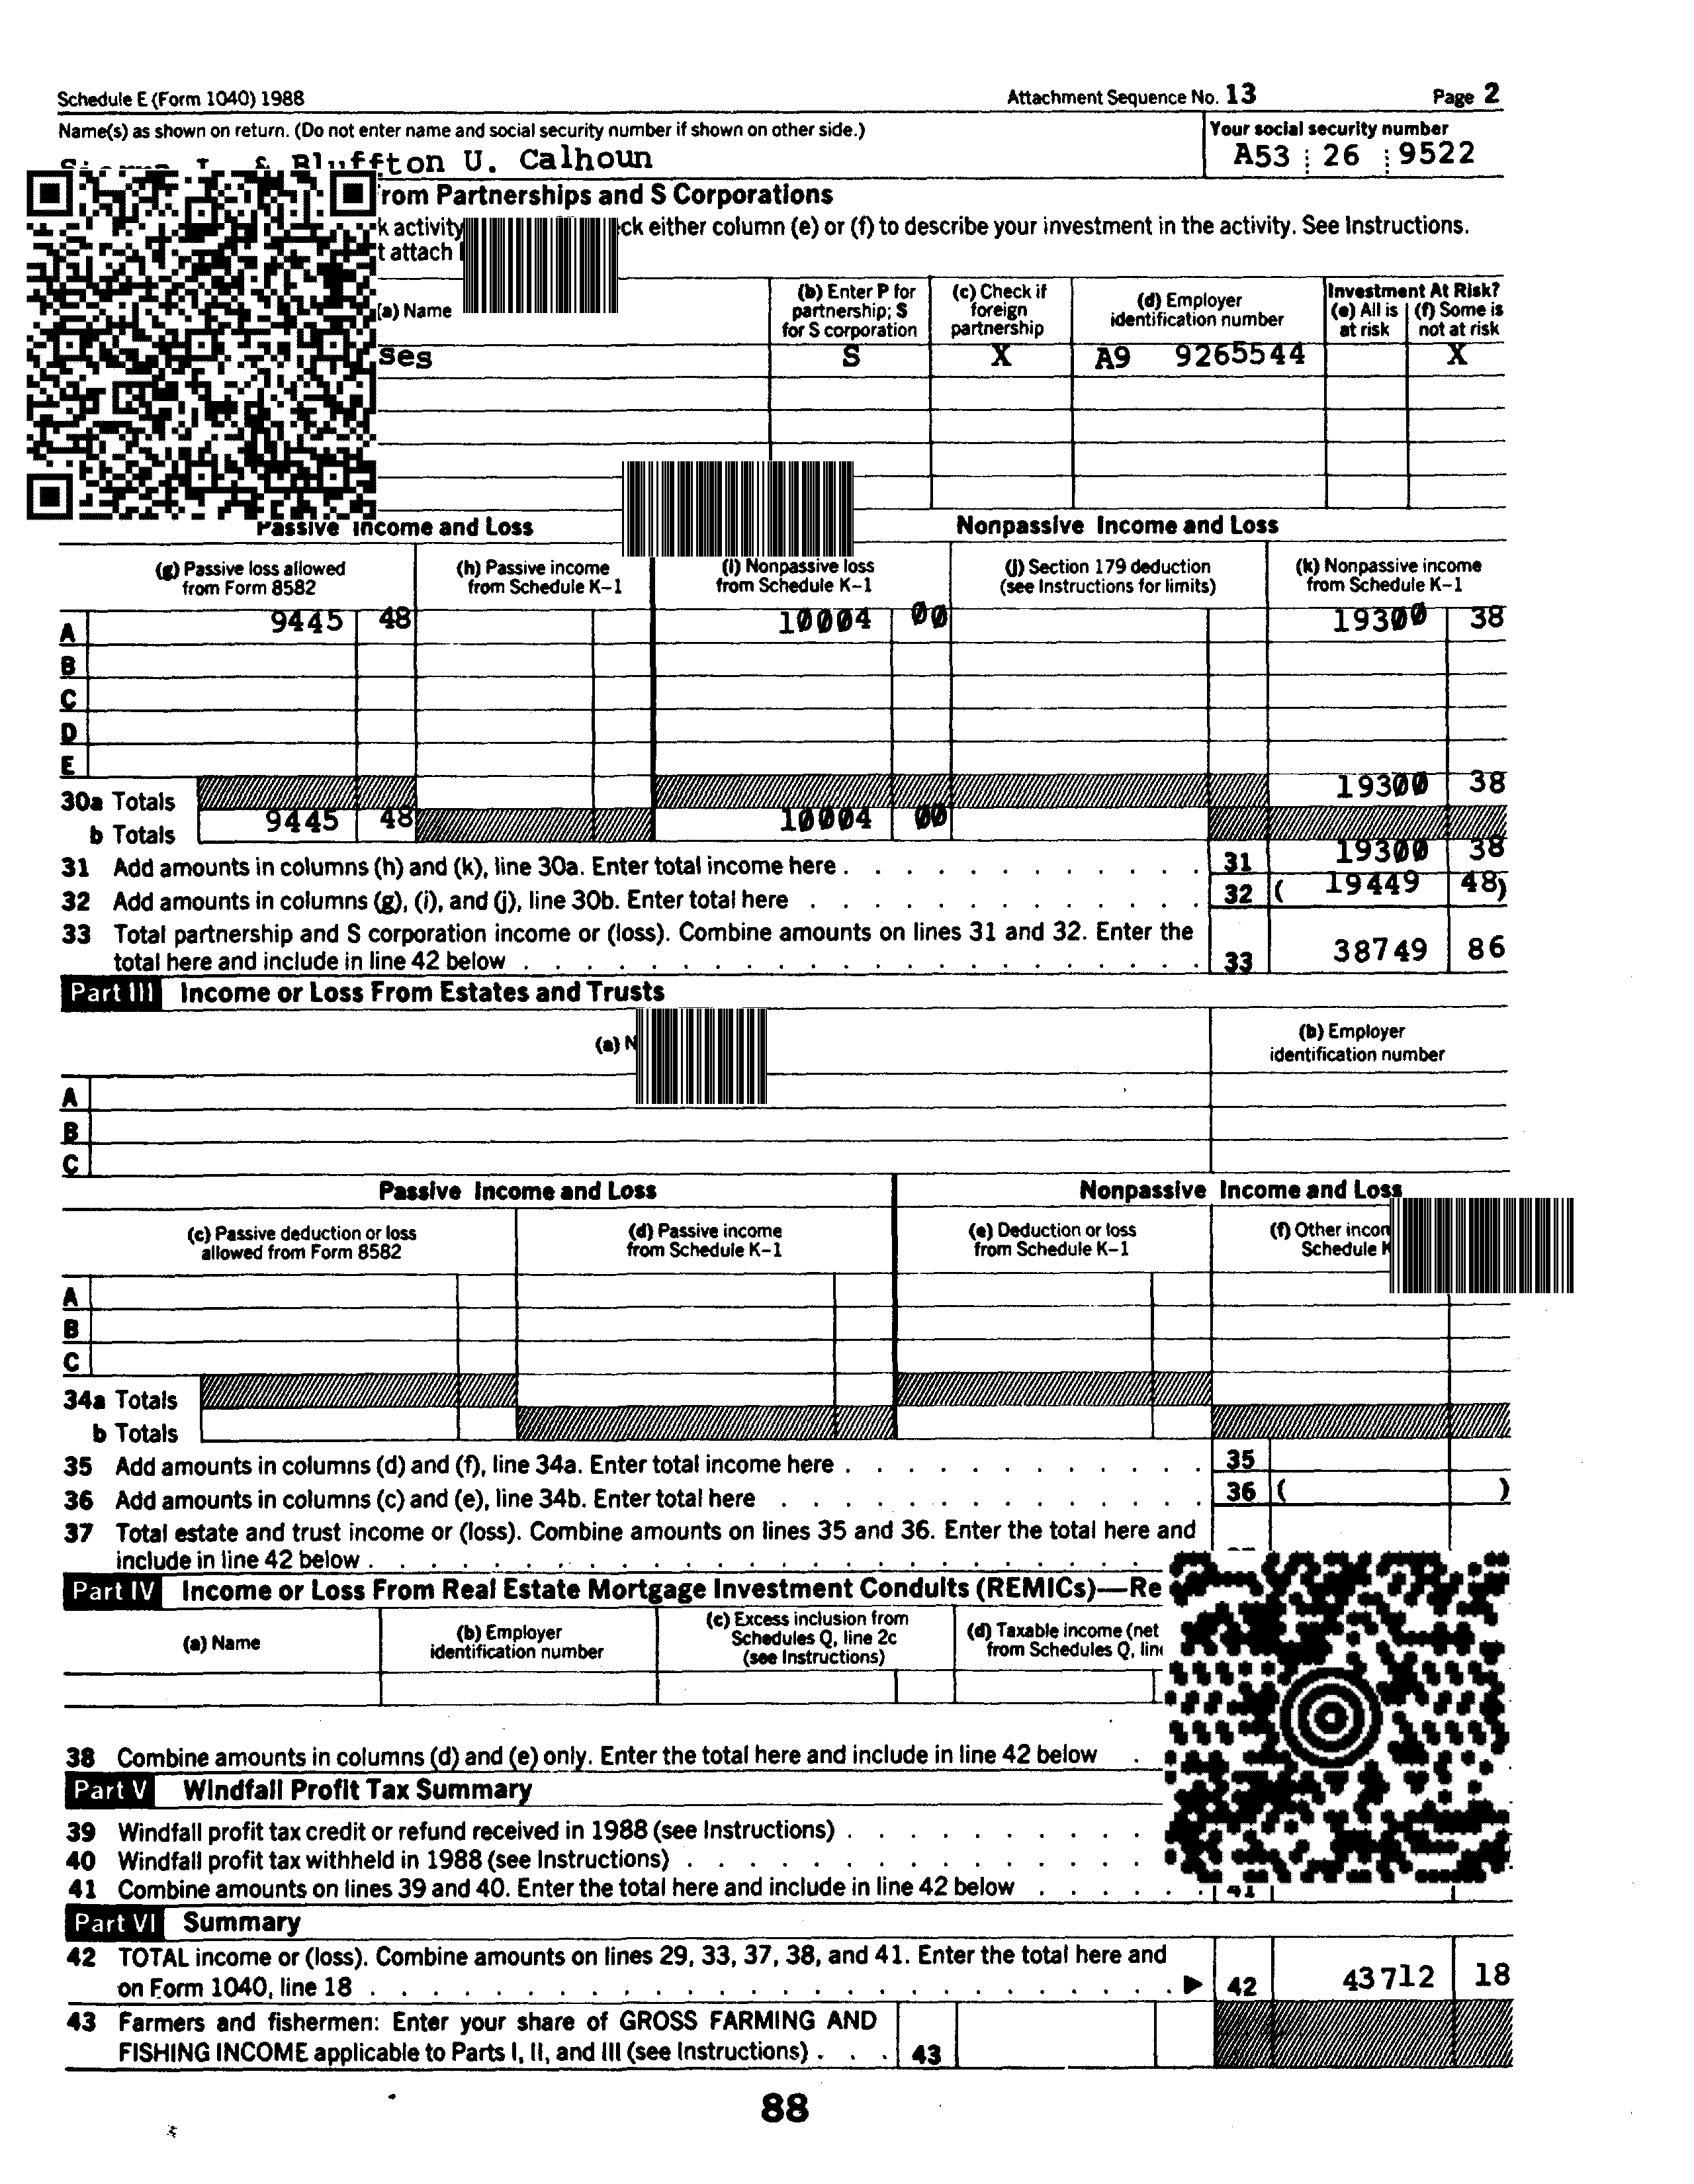 Schedule E (Form 1040) 1988 Attachment Sequence No. 13 Page 2
Name(s) as shown on return. (Do not enter name and social security number if shown on other side.) Your social security number
& Bluffton U. Calhoun A53 26 9522
rom Partnerships and S Corporations
k activity ck either column (e) or (f) to describe your investment in the activity. See Instructions.
t attach
(a) Name (b) Enter P for partnership; S for S corporation (c) Check if foreign partnership (d) Employer identification number Investment At Risk? (e) All is at risk (f) Some is not at risk
ses S X A9 9265544 X
Passive Income and Loss Nonpassive Income and Loss
(g) Passive loss allowed from Form 8582 (h) Passive income from Schedule K-1 (i) Nonpassive loss from Schedule K-1 (j) Section 179 deduction (see Instructions for limits) (k) Nonpassive income from Schedule K-1
A 9445 48 10004 00 19300 38
B
C
D
E
30a Totals 19300 38
b Totals 9445 48 10004 00
31 Add amounts in columns (h) and (k), line 30a. Enter total income here 31 19300 38
32 Add amounts in columns (g), (i), and (j), line 30b. Enter total here 32 ( 19449 48)
33 Total partnership and S corporation income or (loss). Combine amounts on lines 31 and 32. Enter the
total here and include in line 42 below 33 38749 86
Part III Income or Loss From Estates and Trusts
(a) N (b) Employer identification number
A
B
C
Passive Income and Loss Nonpassive Income and Loss
(c) Passive deduction or loss allowed from Form 8582 (d) Passive income from Schedule K-1 (e) Deduction or loss from Schedule K-1 (f) Other incon Schedule K
A
B
C
34a Totals
b Totals
35 Add amounts in columns (d) and (f), line 34a. Enter total income here 35
36 Add amounts in columns (c) and (e), line 34b. Enter total here 36 ( )
37 Total estate and trust income or (loss). Combine amounts on lines 35 and 36. Enter the total here and
include in line 42 below
Part IV Income or Loss From Real Estate Mortgage Investment Conduits (REMICs)—Re
(a) Name (b) Employer identification number (c) Excess inclusion from Schedules Q, line 2c (see Instructions) (d) Taxable income (net from Schedules Q, lin
38 Combine amounts in columns (d) and (e) only. Enter the total here and include in line 42 below
Part V Windfall Profit Tax Summary
39 Windfall profit tax credit or refund received in 1988 (see Instructions)
40 Windfall profit tax withheld in 1988 (see Instructions)
41 Combine amounts on lines 39 and 40. Enter the total here and include in line 42 below 41
Part VI Summary
42 TOTAL income or (loss). Combine amounts on lines 29, 33, 37, 38, and 41. Enter the total here and
on Form 1040, line 18 ▶ 42 43712 18
43 Farmers and fishermen: Enter your share of GROSS FARMING AND
FISHING INCOME applicable to Parts I, II, and III (see Instructions) 43
88